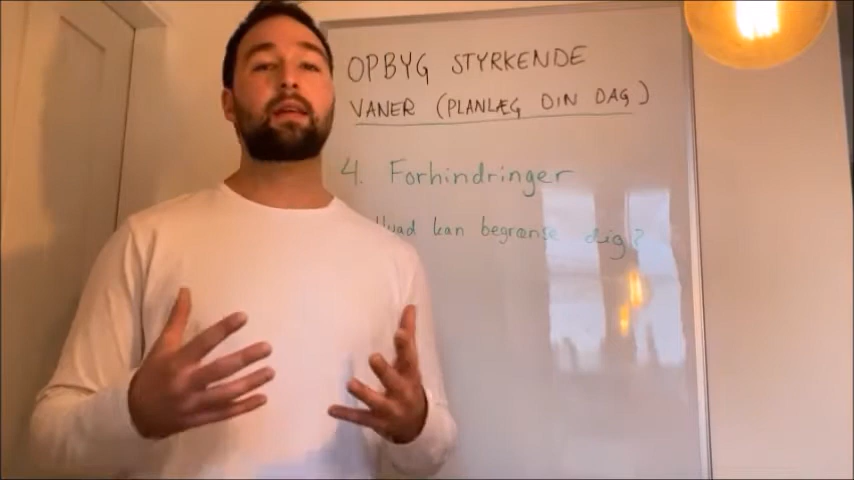 OPBYG STYRKENDE
VANER (PLANLÆG DIN DAG)
4. Forhindringer
Hvad kan begrænse dig?